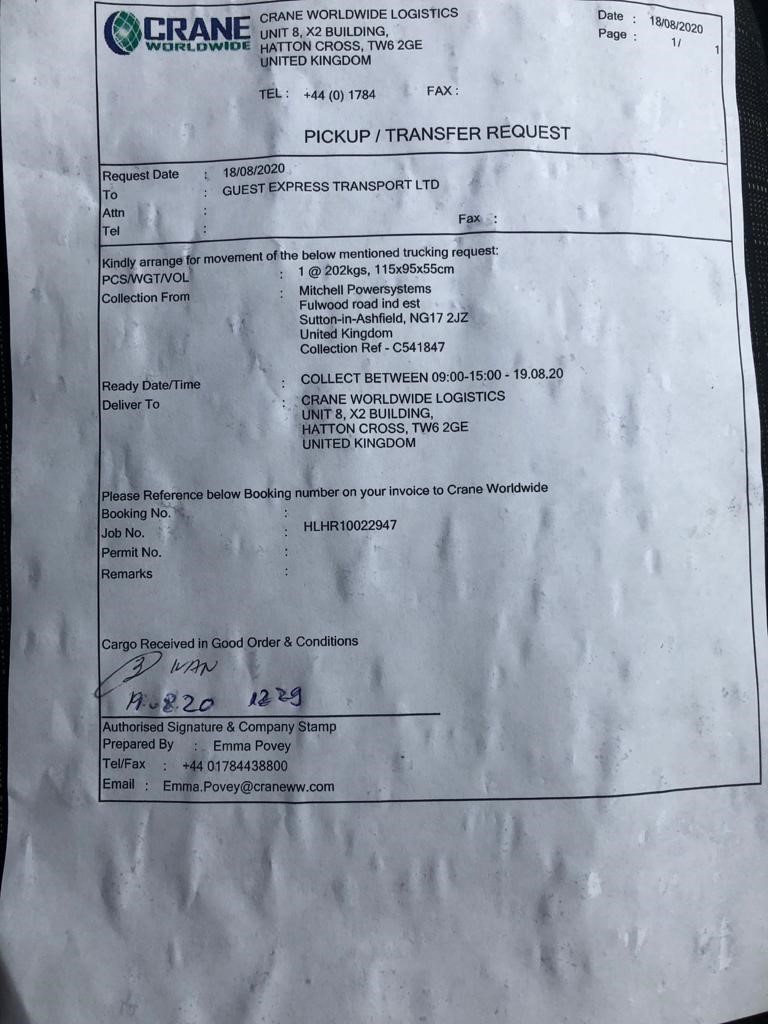 CRANE
WORLDWIDE
CRANE WORLDWIDE LOGISTICS
UNIT 8, X2 BUILDING,
HATTON CROSS, TW6 2GE
UNITED KINGDOM
TEL : +44 (0) 1784 FAX :
Date : 18/08/2020
Page : 1/ 1
PICKUP / TRANSFER REQUEST
Request Date : 18/08/2020
To : GUEST EXPRESS TRANSPORT LTD
Attn :
Tel : Fax :
Kindly arrange for movement of the below mentioned trucking request:
PCS/WGT/VOL : 1 @ 202kgs, 115x95x55cm
Collection From : Mitchell Powersystems
Fulwood road ind est
Sutton-in-Ashfield, NG17 2JZ
United Kingdom
Collection Ref - C541847
Ready Date/Time : COLLECT BETWEEN 09:00-15:00 - 19.08.20
Deliver To : CRANE WORLDWIDE LOGISTICS
UNIT 8, X2 BUILDING,
HATTON CROSS, TW6 2GE
UNITED KINGDOM
Please Reference below Booking number on your invoice to Crane Worldwide
Booking No. :
Job No. : HLHR10022947
Permit No. :
Remarks :
Cargo Received in Good Order & Conditions
IVAN
19.8.20 1229
Authorised Signature & Company Stamp
Prepared By : Emma Povey
Tel/Fax : +44 01784438800
Email : Emma.Povey@craneww.com